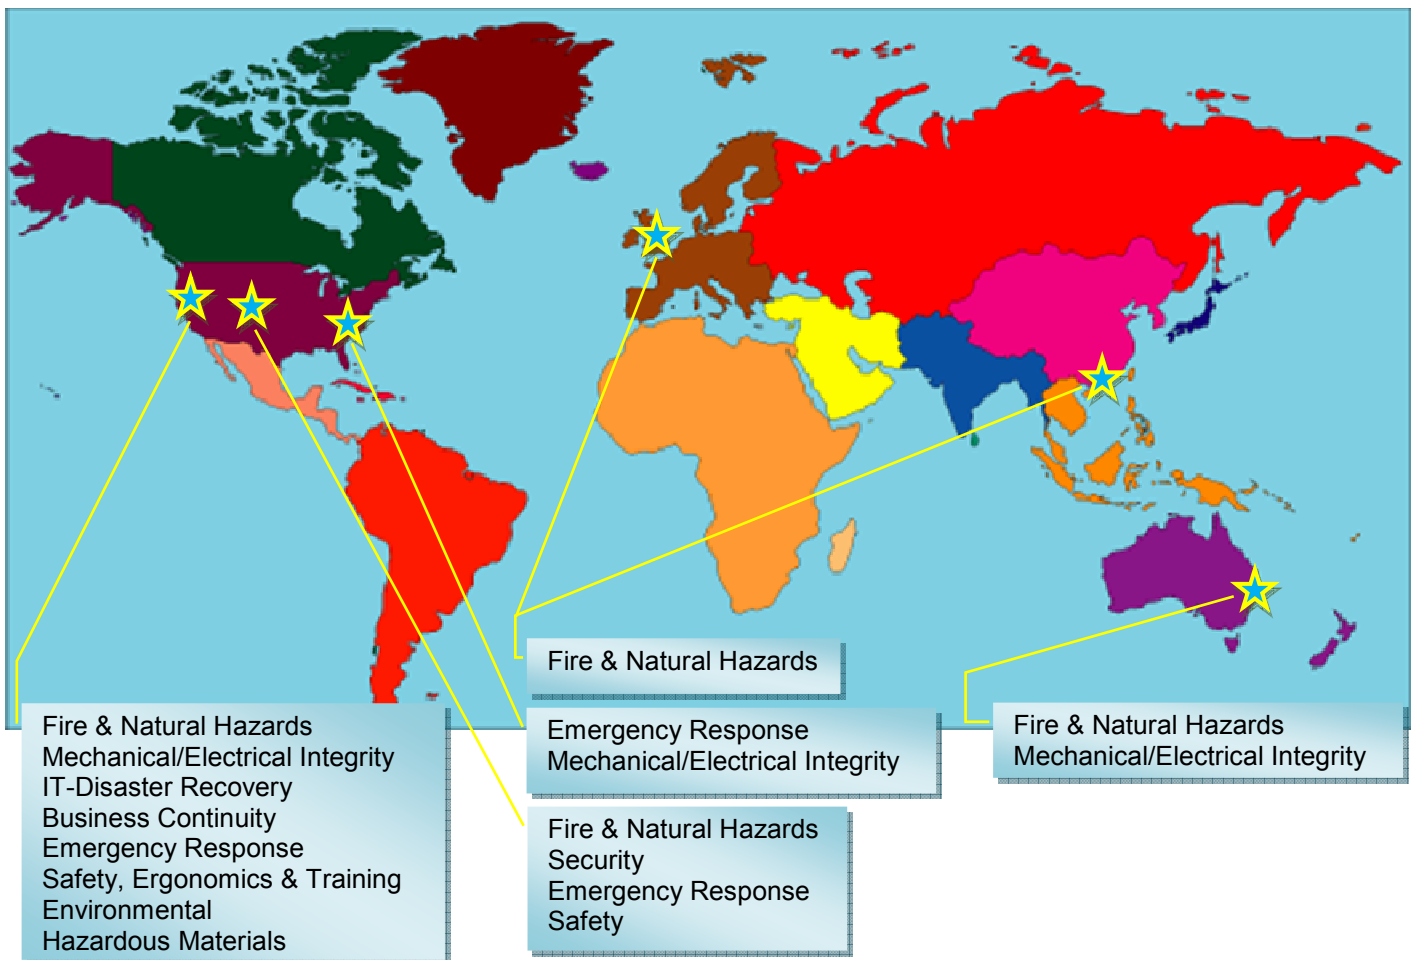 Fire & Natural Hazards
Mechanical/Electrical Integrity
IT-Disaster Recovery
Business Continuity
Emergency Response
Safety, Ergonomics & Training
Environmental
Hazardous Materials
Fire & Natural Hazards
Emergency Response
Mechanical/Electrical Integrity
Fire & Natural Hazards
Security
Emergency Response
Safety
Fire & Natural Hazards
Mechanical/Electrical Integrity